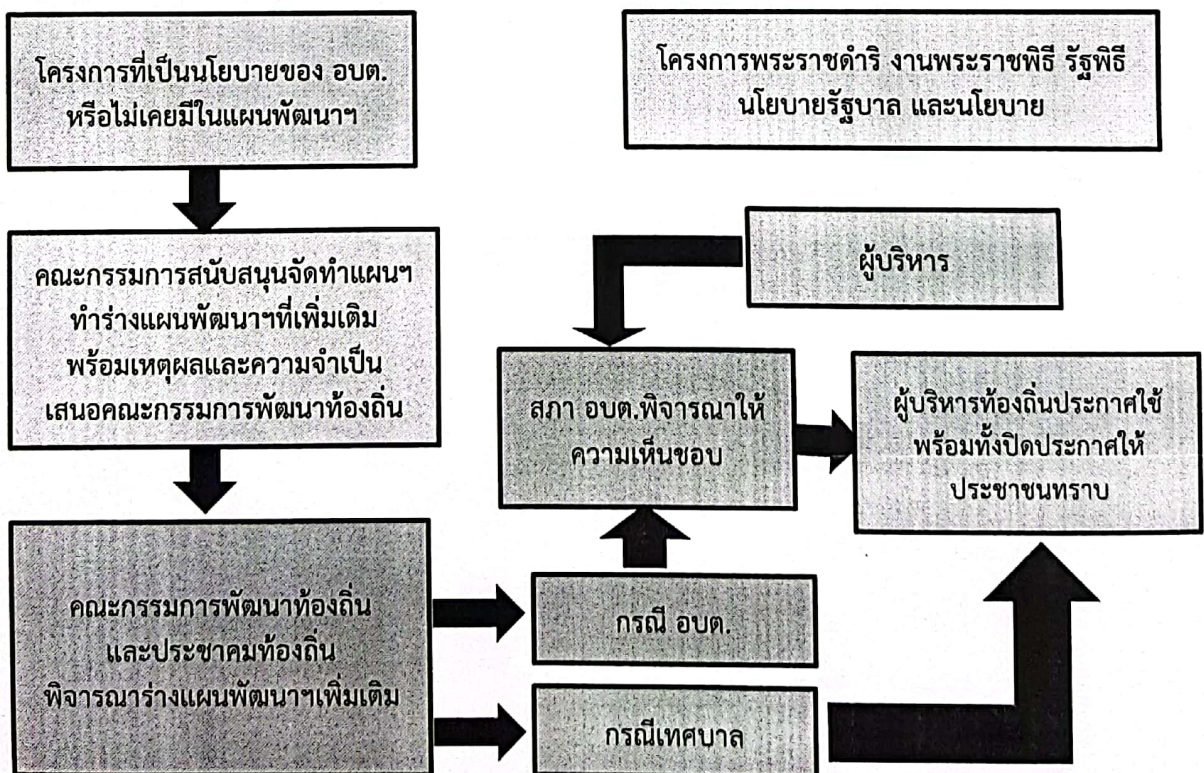 โครงการที่เป็นนโยบายของ อบต.
หรือไม่เคยมีในแผนพัฒนาฯ
โครงการพระราชดำริ งานพระราชพิธี รัฐพิธี
นโยบายรัฐบาล และนโยบาย
ผู้บริหาร
คณะกรรมการสนับสนุนจัดทำแผนฯ
ทำร่างแผนพัฒนาฯที่เพิ่มเติม
พร้อมเหตุผลและความจำเป็น
เสนอคณะกรรมการพัฒนาท้องถิ่น
สภา อบต.พิจารณาให้
ความเห็นชอบ
ผู้บริหารท้องถิ่นประกาศใช้
พร้อมทั้งปิดประกาศให้
ประชาชนทราบ
คณะกรรมการพัฒนาท้องถิ่น
และประชาคมท้องถิ่น
พิจารณาร่างแผนพัฒนาฯเพิ่มเติม
กรณี อบต.
กรณีเทศบาล